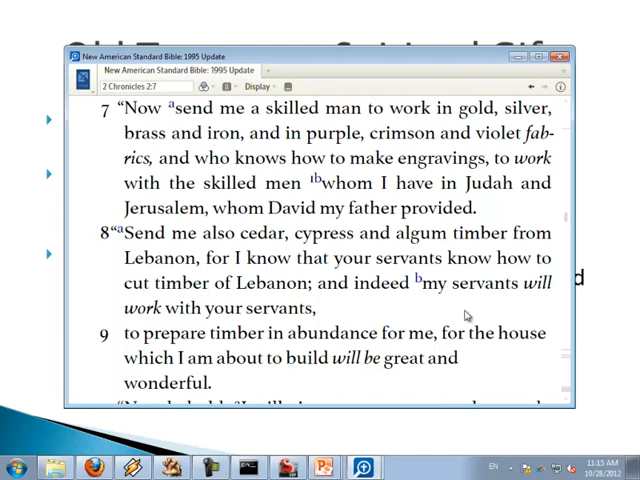 New American Standard Bible: 1995 Update
New American Standard Bible: 1995 Update
2 Chronicles 2:7
Display
7 “Now ᵃsend me a skilled man to work in gold, silver,
brass and iron, and in purple, crimson and violet fab-
rics, and who knows how to make engravings, to work
with the skilled men ¹ᵇwhom I have in Judah and
Jerusalem, whom David my father provided.
8“ᵃSend me also cedar, cypress and algum timber from
Lebanon, for I know that your servants know how to
cut timber of Lebanon; and indeed ᵇmy servants will
work with your servants,
9 to prepare timber in abundance for me, for the house
which I am about to build will be great and
wonderful.
EN
11:15 AM
10/28/2012